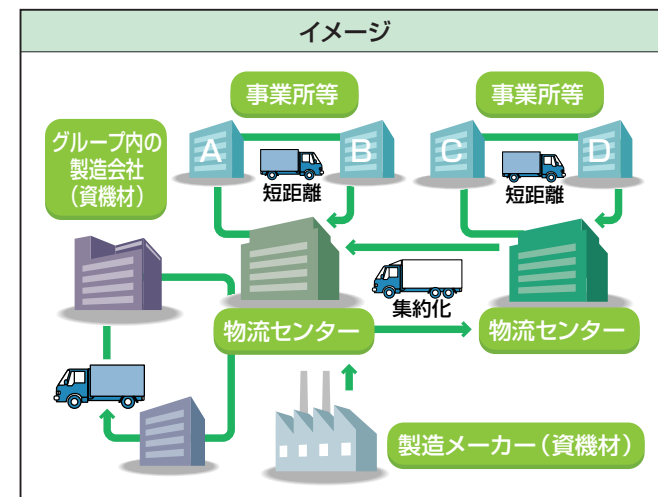 イメージ
事業所等
事業所等
グループ内の
製造会社
（資機材）
A
B
C
D
短距離
短距離
集約化
物流センター
物流センター
製造メーカー（資機材）